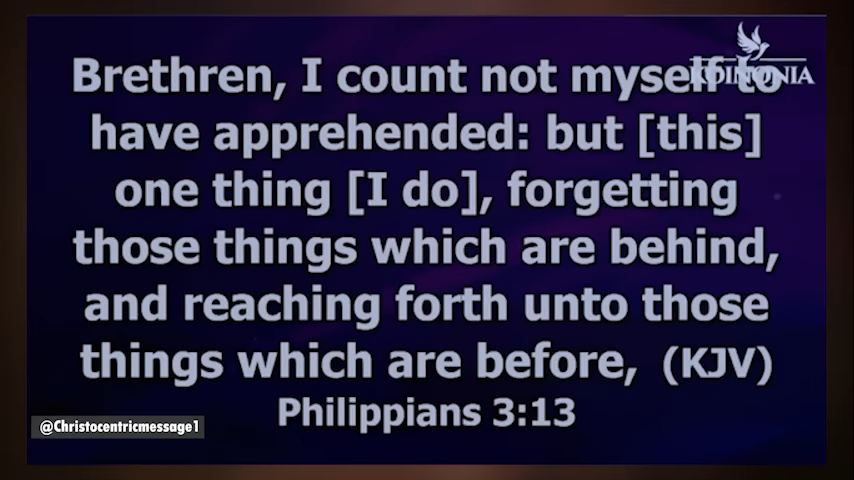 KOINONIA
Brethren, I count not myself to
have apprehended: but [this]
one thing [I do], forgetting
those things which are behind,
and reaching forth unto those
things which are before, (KJV)
Philippians 3:13
@Christocentricmessage1